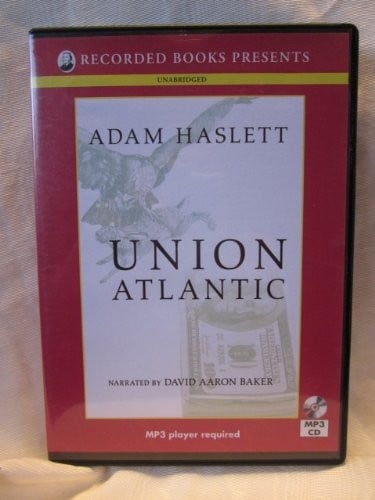 RECORDED BOOKS PRESENTS
UNABRIDGED
ADAM HASLETT
UNION
ATLANTIC
NARRATED BY DAVID AARON BAKER
MP3 player required
MP3
CD